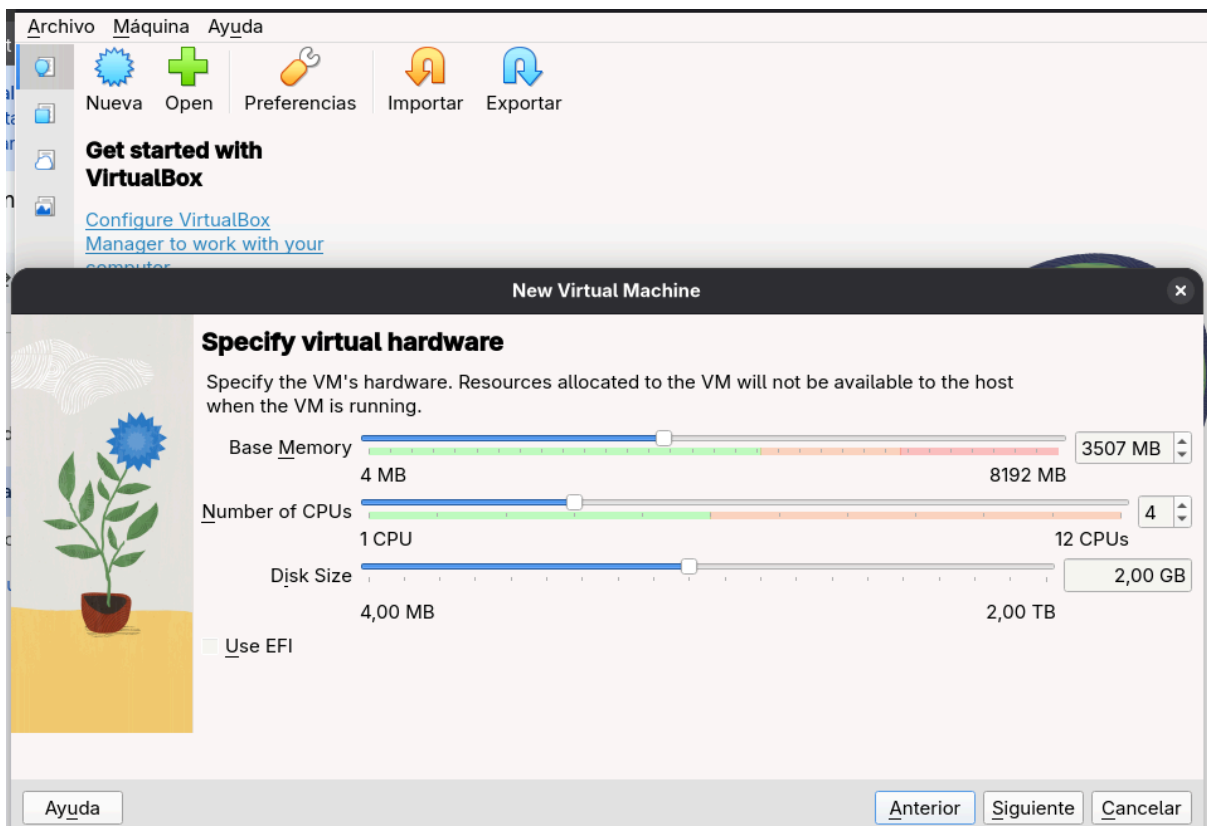 Archivo Máquina Ayuda
Nueva Open Preferencias Importar Exportar
Get started with
VirtualBox
Configure VirtualBox
Manager to work with your
computer
New Virtual Machine
Specify virtual hardware
Specify the VM's hardware. Resources allocated to the VM will not be available to the host
when the VM is running.
Base Memory 3507 MB
4 MB 8192 MB
Number of CPUs 4
1 CPU 12 CPUs
Disk Size 2,00 GB
4,00 MB 2,00 TB
Use EFI
Ayuda Anterior Siguiente Cancelar